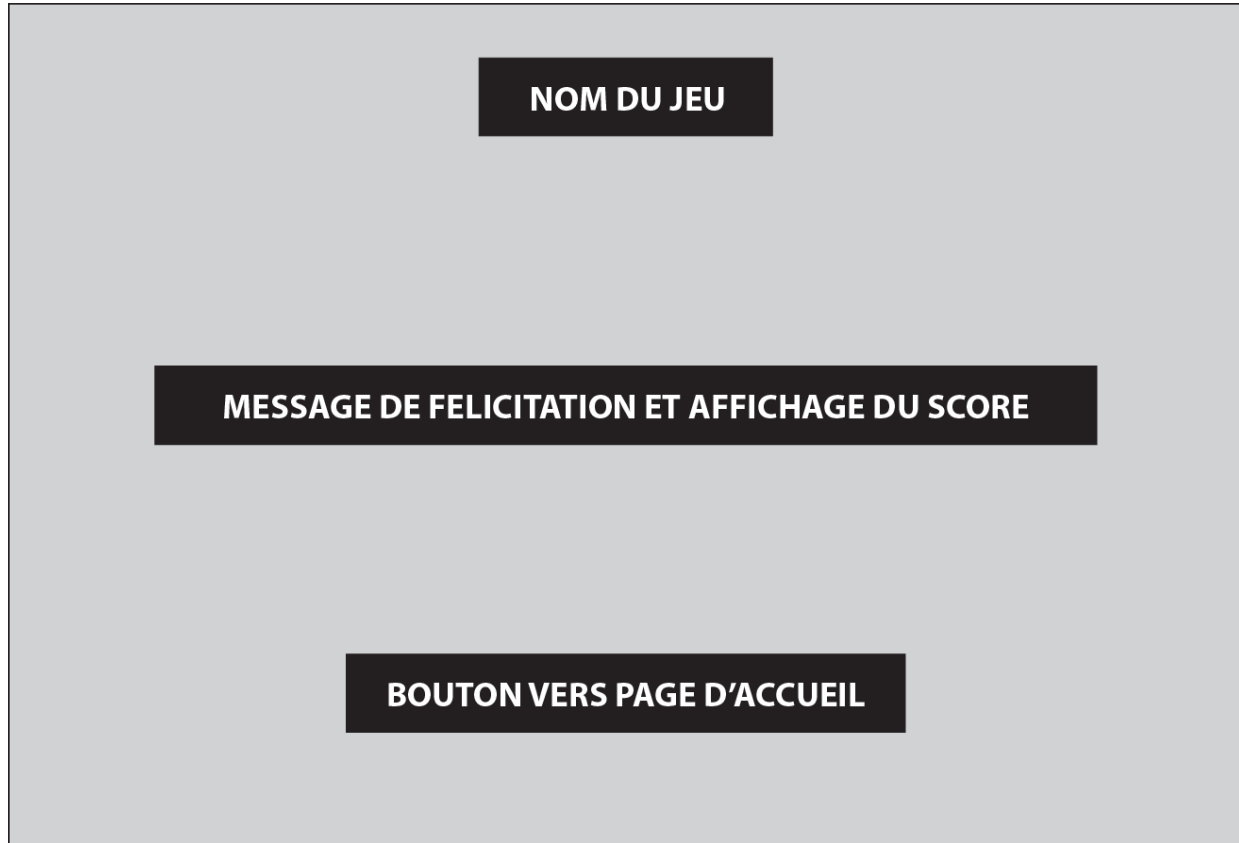 NOM DU JEU
MESSAGE DE FELICITATION ET AFFICHAGE DU SCORE
BOUTON VERS PAGE D’ACCUEIL